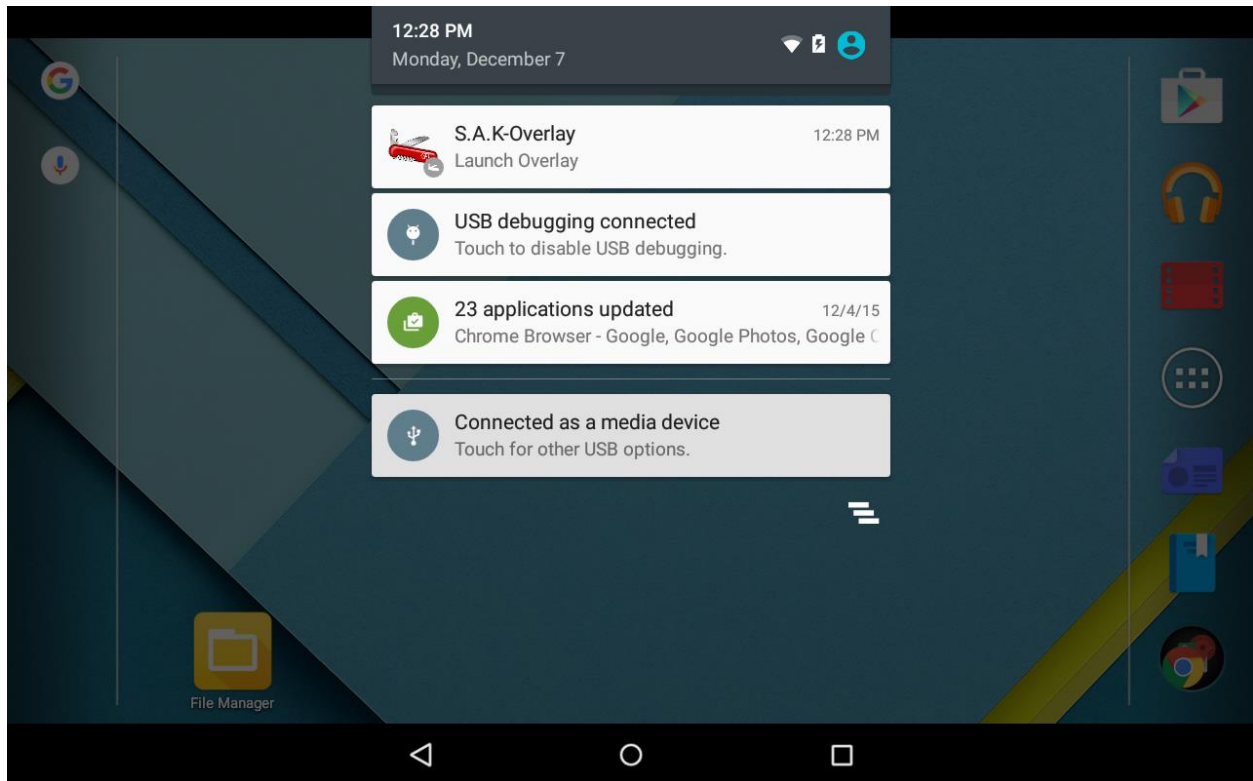 12:28 PM
Monday, December 7
S.A.K-Overlay
12:28 PM
Launch Overlay
USB debugging connected
Touch to disable USB debugging.
23 applications updated
12/4/15
Chrome Browser - Google, Google Photos, Google
Connected as a media device
Touch for other USB options.
File Manager